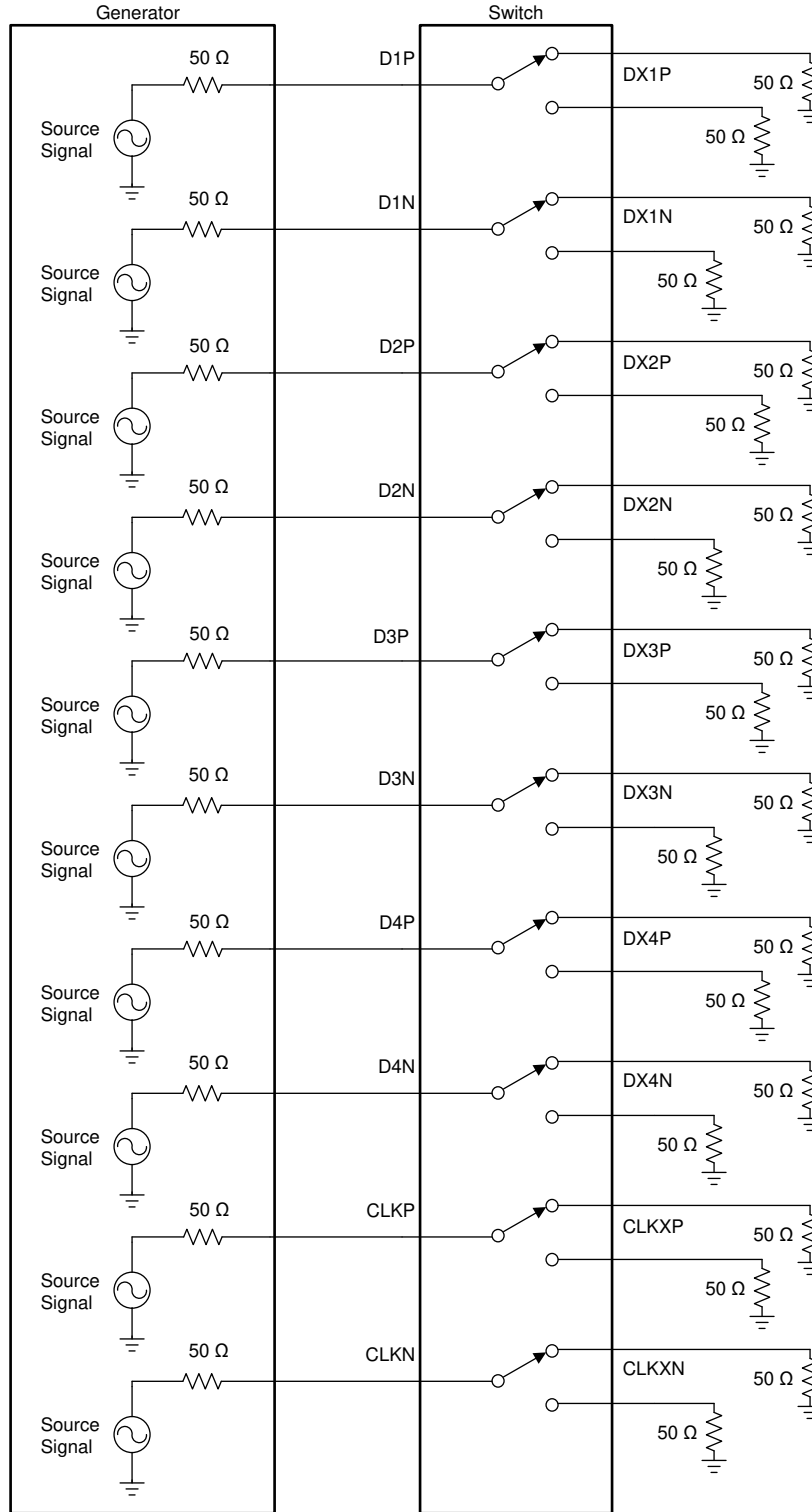 Generator Switch
50 Ω D1P DX1P 50 Ω
Source
Signal
50 Ω
50 Ω D1N DX1N 50 Ω
Source
Signal
50 Ω
50 Ω D2P DX2P 50 Ω
Source
Signal
50 Ω
50 Ω D2N DX2N 50 Ω
Source
Signal
50 Ω
50 Ω D3P DX3P 50 Ω
Source
Signal
50 Ω
50 Ω D3N DX3N 50 Ω
Source
Signal
50 Ω
50 Ω D4P DX4P 50 Ω
Source
Signal
50 Ω
50 Ω D4N DX4N 50 Ω
Source
Signal
50 Ω
50 Ω CLKP CLKXP 50 Ω
Source
Signal
50 Ω
50 Ω CLKN CLKXN 50 Ω
Source
Signal
50 Ω